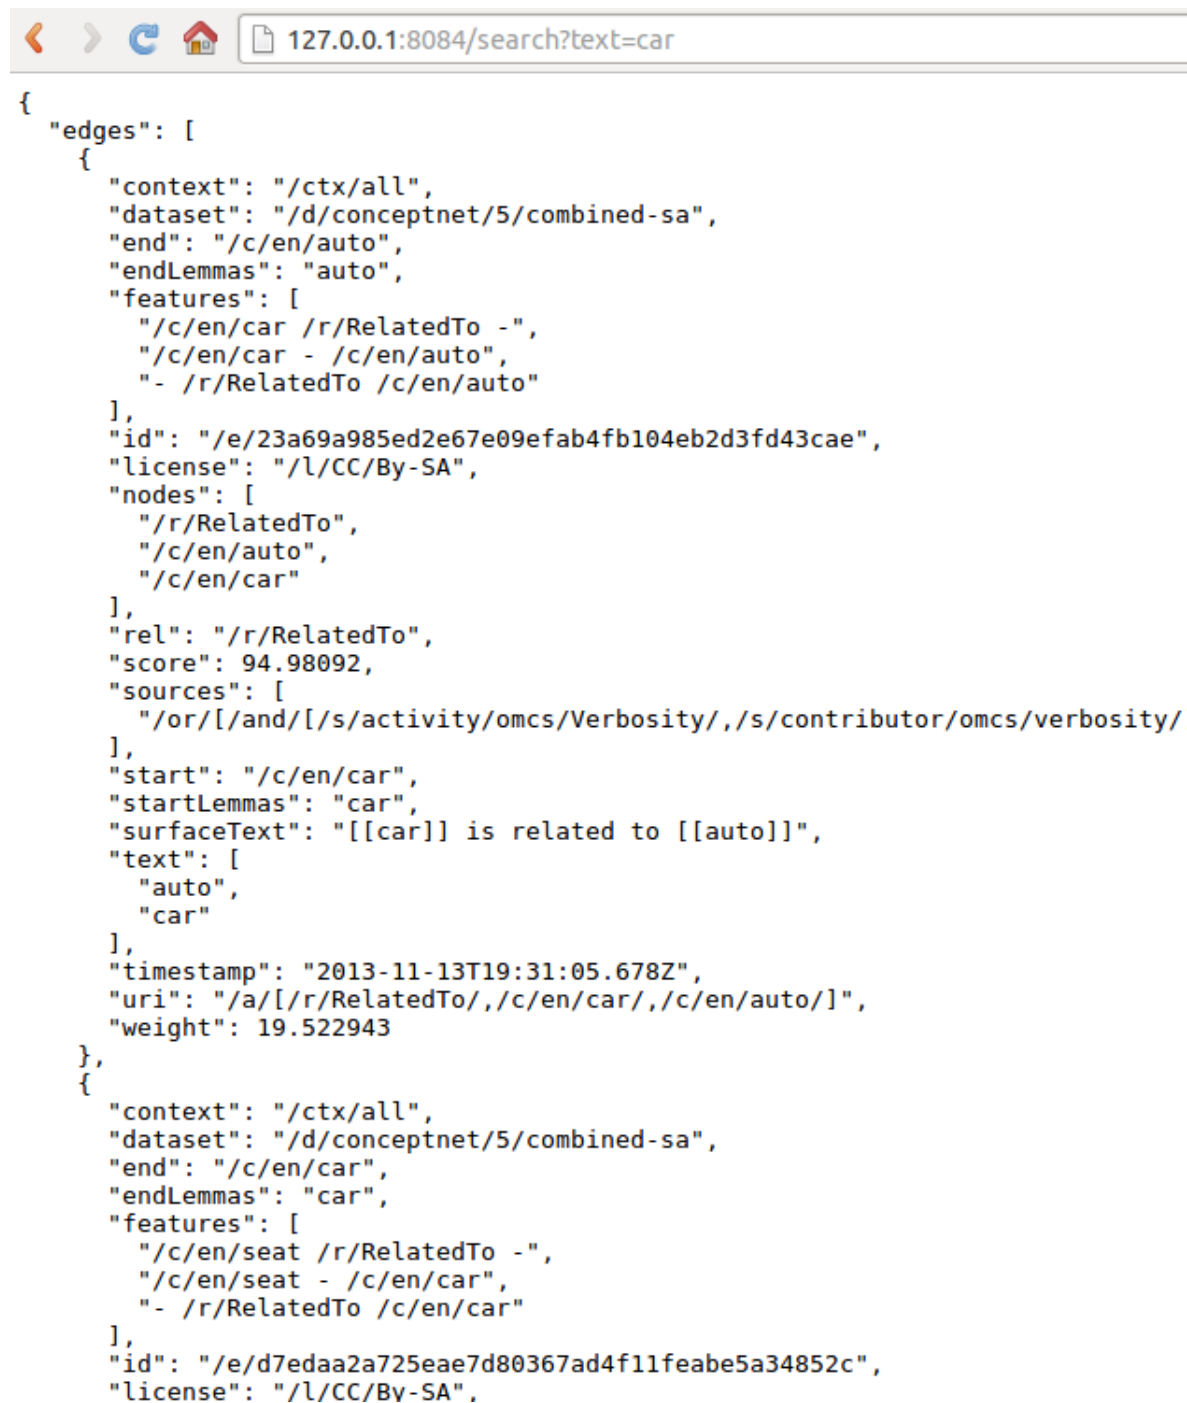 127.0.0.1:8084/search?text=car
{
  "edges": [
    {
      "context": "/ctx/all",
      "dataset": "/d/conceptnet/5/combined-sa",
      "end": "/c/en/auto",
      "endLemmas": "auto",
      "features": [
        "/c/en/car /r/RelatedTo -",
        "/c/en/car - /c/en/auto",
        "- /r/RelatedTo /c/en/auto"
      ],
      "id": "/e/23a69a985ed2e67e09efab4fb104eb2d3fd43cae",
      "license": "/l/CC/By-SA",
      "nodes": [
        "/r/RelatedTo",
        "/c/en/auto",
        "/c/en/car"
      ],
      "rel": "/r/RelatedTo",
      "score": 94.98092,
      "sources": [
        "/or/[/and/[/s/activity/omcs/Verbosity/,/s/contributor/omcs/verbosity/
      ],
      "start": "/c/en/car",
      "startLemmas": "car",
      "surfaceText": "[[car]] is related to [[auto]]",
      "text": [
        "auto",
        "car"
      ],
      "timestamp": "2013-11-13T19:31:05.678Z",
      "uri": "/a/[/r/RelatedTo/,/c/en/car/,/c/en/auto/]",
      "weight": 19.522943
    },
    {
      "context": "/ctx/all",
      "dataset": "/d/conceptnet/5/combined-sa",
      "end": "/c/en/car",
      "endLemmas": "car",
      "features": [
        "/c/en/seat /r/RelatedTo -",
        "/c/en/seat - /c/en/car",
        "- /r/RelatedTo /c/en/car"
      ],
      "id": "/e/d7edaa2a725eae7d80367ad4f11feabe5a34852c",
      "license": "/l/CC/By-SA",